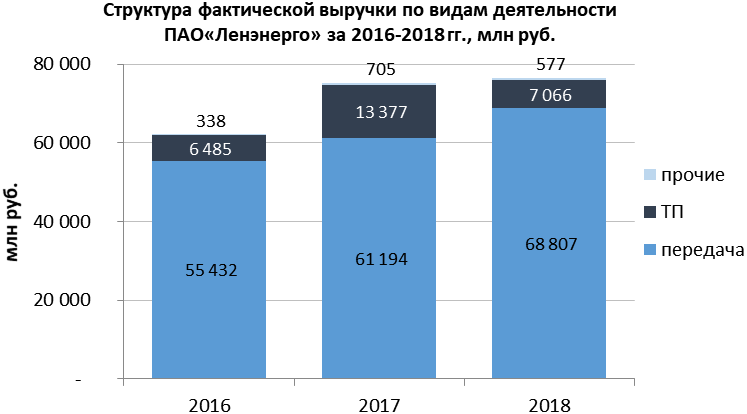 Структура фактической выручки по видам деятельности
ПАО«Ленэнерго» за 2016-2018 гг., млн руб.
80 000
60 000
40 000
20 000
-
млн руб.
338
6 485
55 432
705
13 377
61 194
577
7 066
68 807
2016
2017
2018
прочие
ТП
передача